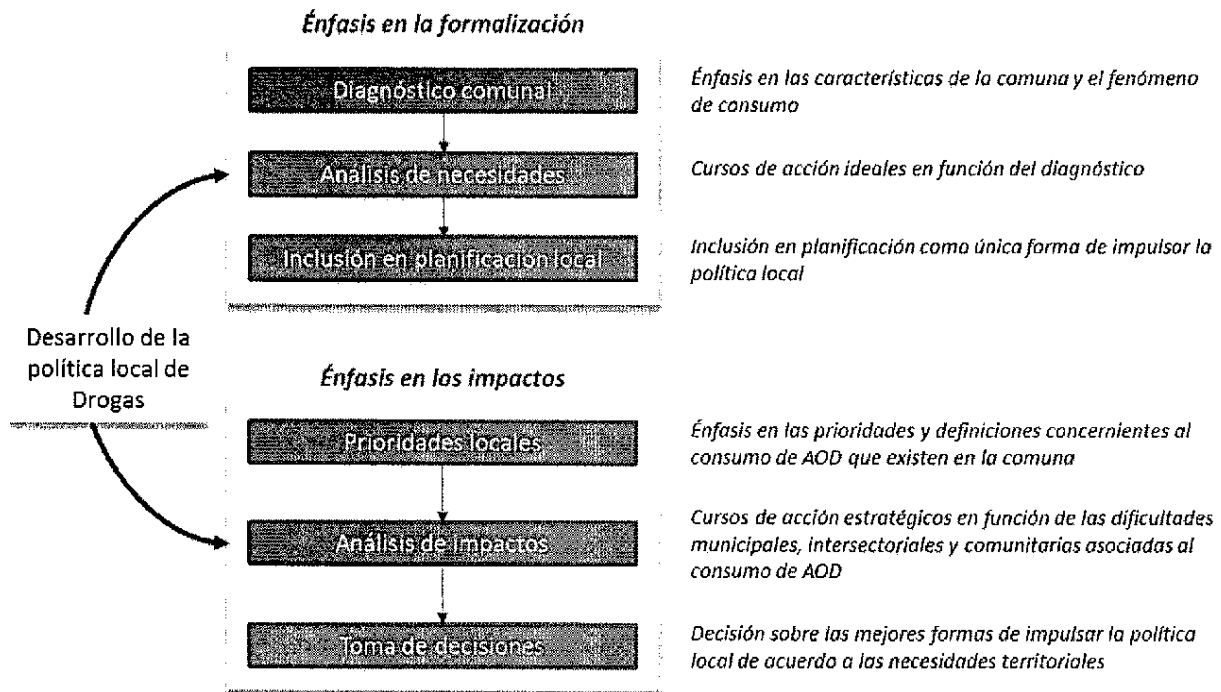 Énfasis en la formalización
Diagnóstico comunal
Énfasis en las características de la comuna y el fenómeno
de consumo
Análisis de necesidades
Cursos de acción ideales en función del diagnóstico
Inclusión en planificación local
Inclusión en planificación como única forma de impulsar la
política local
Desarrollo de la
política local de
Drogas
Énfasis en los impactos
Prioridades locales
Énfasis en las prioridades y definiciones concernientes al
consumo de AOD que existen en la comuna
Análisis de impactos
Cursos de acción estratégicos en función de las dificultades
municipales, intersectoriales y comunitarias asociadas al
consumo de AOD
Toma de decisiones
Decisión sobre las mejores formas de impulsar la política
local de acuerdo a las necesidades territoriales